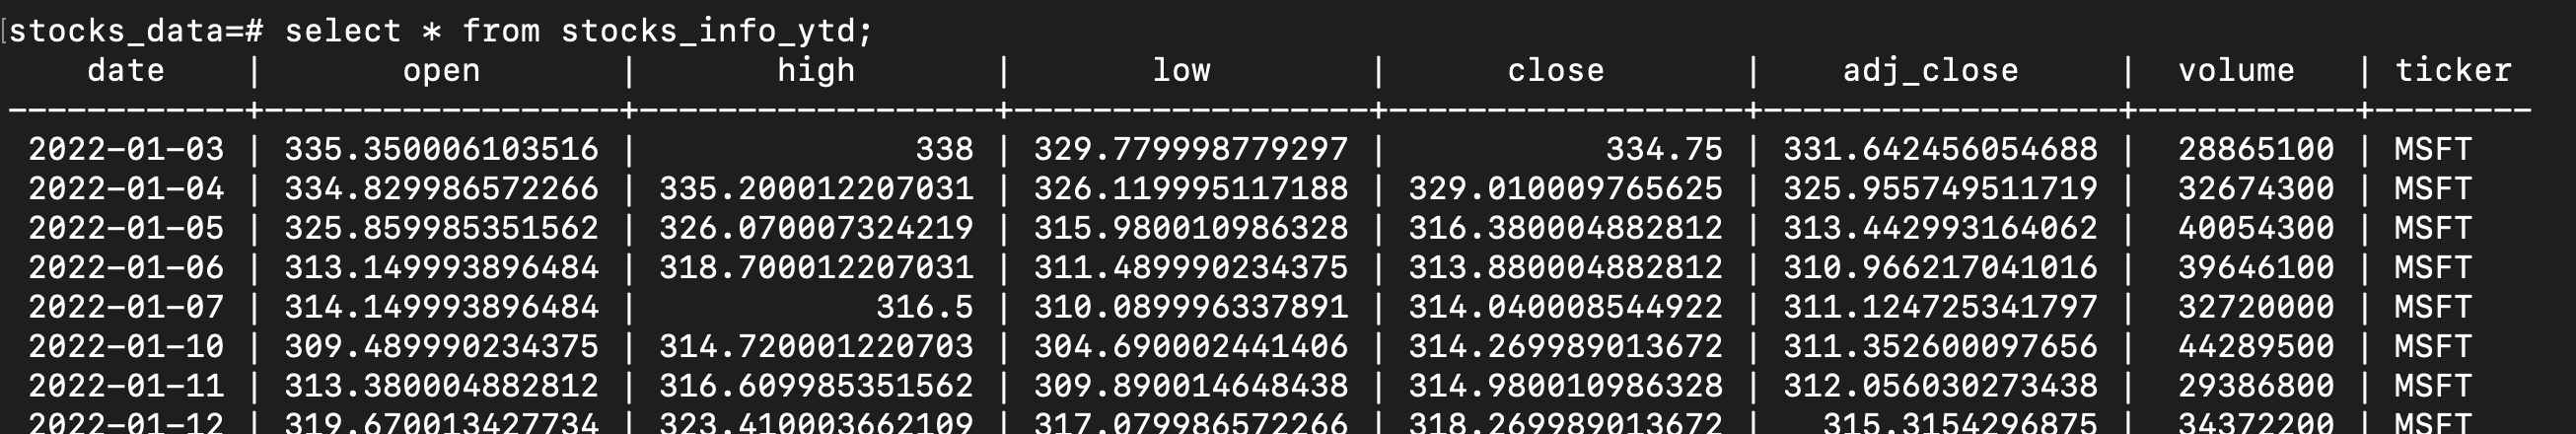 stocks_data=# select * from stocks_info_ytd;
date | open | high | low | close | adj_close | volume | ticker
------------+------------------+------------------+------------------+------------------+------------------+-----------+--------
2022-01-03 | 335.350006103516 | 338 | 329.779998779297 | 334.75 | 331.642456054688 | 28865100 | MSFT
2022-01-04 | 334.829986572266 | 335.200012207031 | 326.119995117188 | 329.010009765625 | 325.955749511719 | 32674300 | MSFT
2022-01-05 | 325.859985351562 | 326.070007324219 | 315.980010986328 | 316.380004882812 | 313.442993164062 | 40054300 | MSFT
2022-01-06 | 313.149993896484 | 318.700012207031 | 311.489990234375 | 313.880004882812 | 310.966217041016 | 39646100 | MSFT
2022-01-07 | 314.149993896484 | 316.5 | 310.089996337891 | 314.040008544922 | 311.124725341797 | 32720000 | MSFT
2022-01-10 | 309.489990234375 | 314.720001220703 | 304.690002441406 | 314.269989013672 | 311.352600097656 | 44289500 | MSFT
2022-01-11 | 313.380004882812 | 316.609985351562 | 309.890014648438 | 314.980010986328 | 312.056030273438 | 29386800 | MSFT
2022-01-12 | 319.670013427734 | 323.410003662109 | 317.079986572266 | 318.269989013672 | 315.3154296875 | 34372200 | MSFT